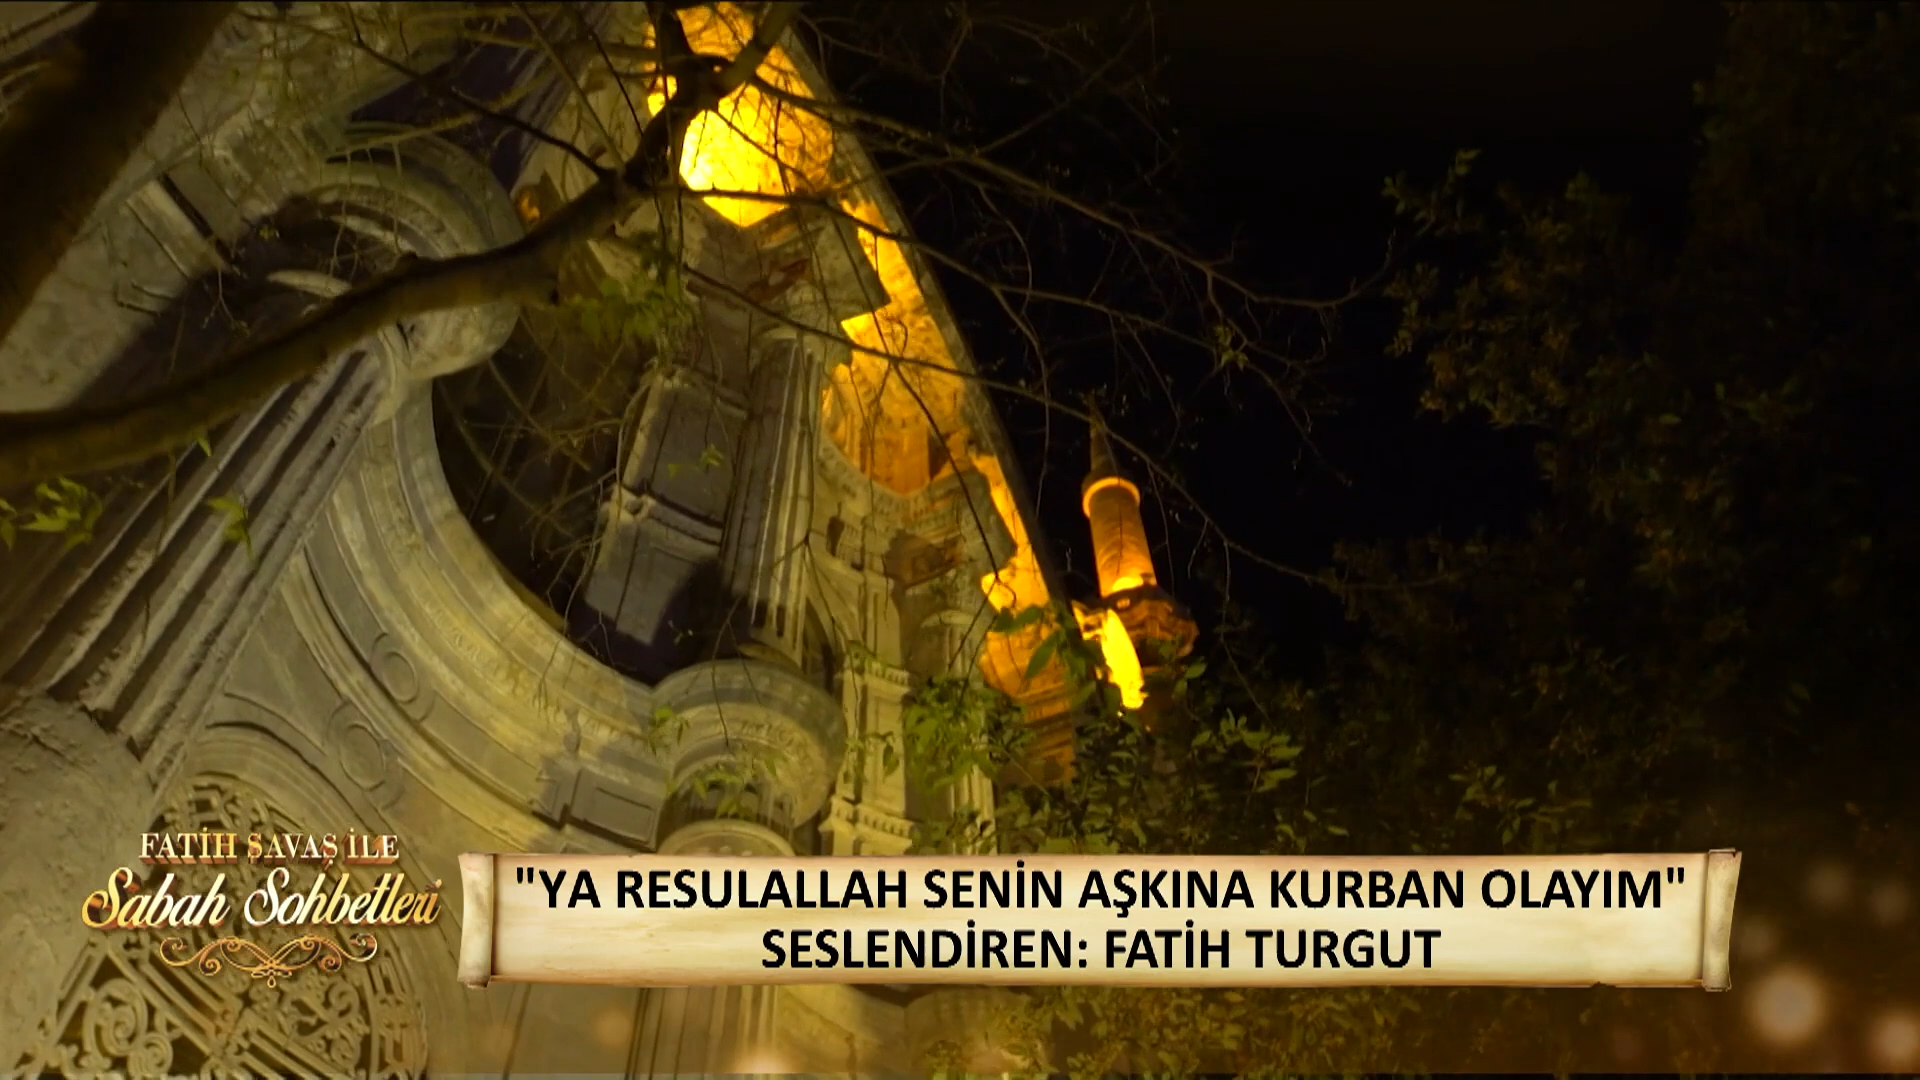 FATİH SAVAŞ İLE
Sabah Sohbetleri
"YA RESULALLAH SENİN AŞKINA KURBAN OLAYIM"
SESLENDİREN: FATİH TURGUT